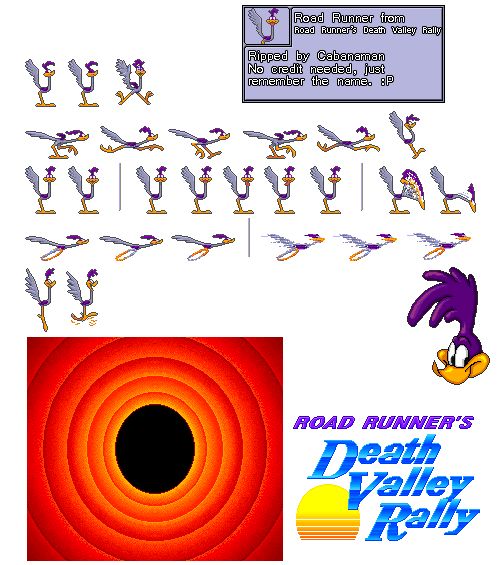 Road Runner from
Road Runner's Death Valley Rally
Ripped by Cabanaman
No credit needed, just
remember the name. :P
ROAD RUNNER'S
Death
Valley
Rally